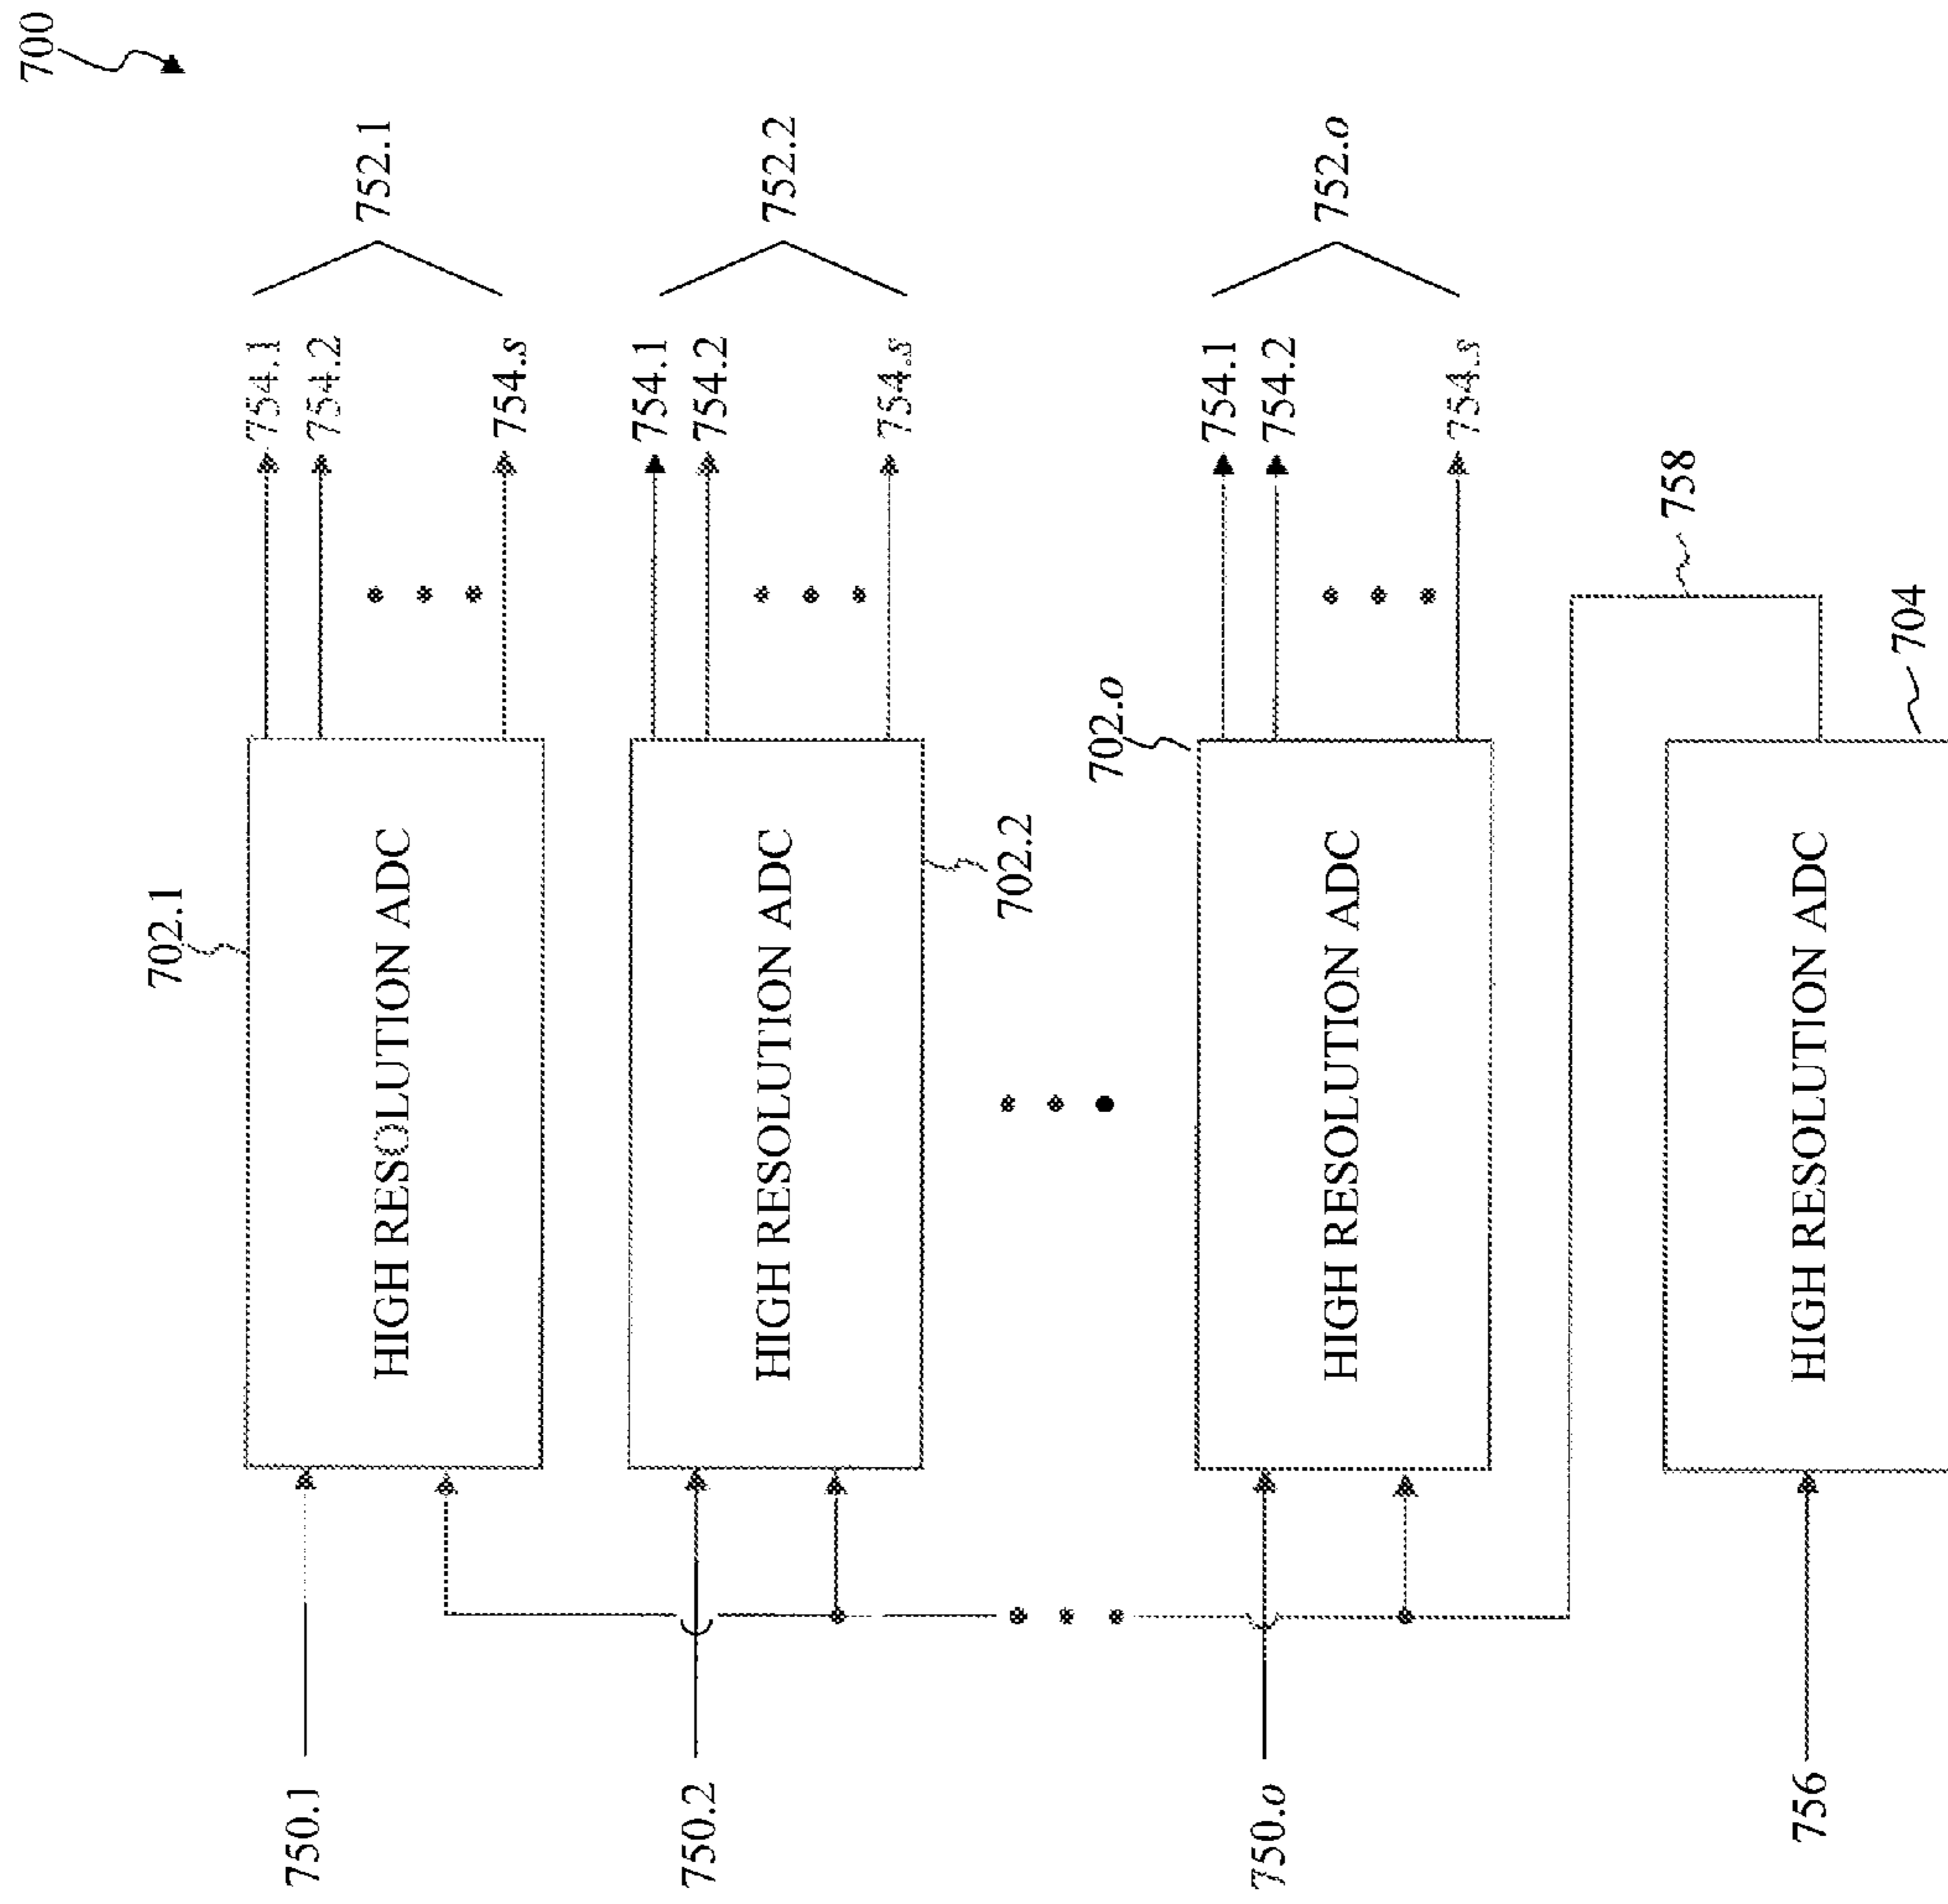 700
702.1
750.1
HIGH RESOLUTION ADC
754.1
754.2
754.s
752.1
750.2
HIGH RESOLUTION ADC
702.2
754.1
754.2
754.s
752.2
702.o
750.o
HIGH RESOLUTION ADC
754.1
754.2
754.s
752.o
758
756
HIGH RESOLUTION ADC
704